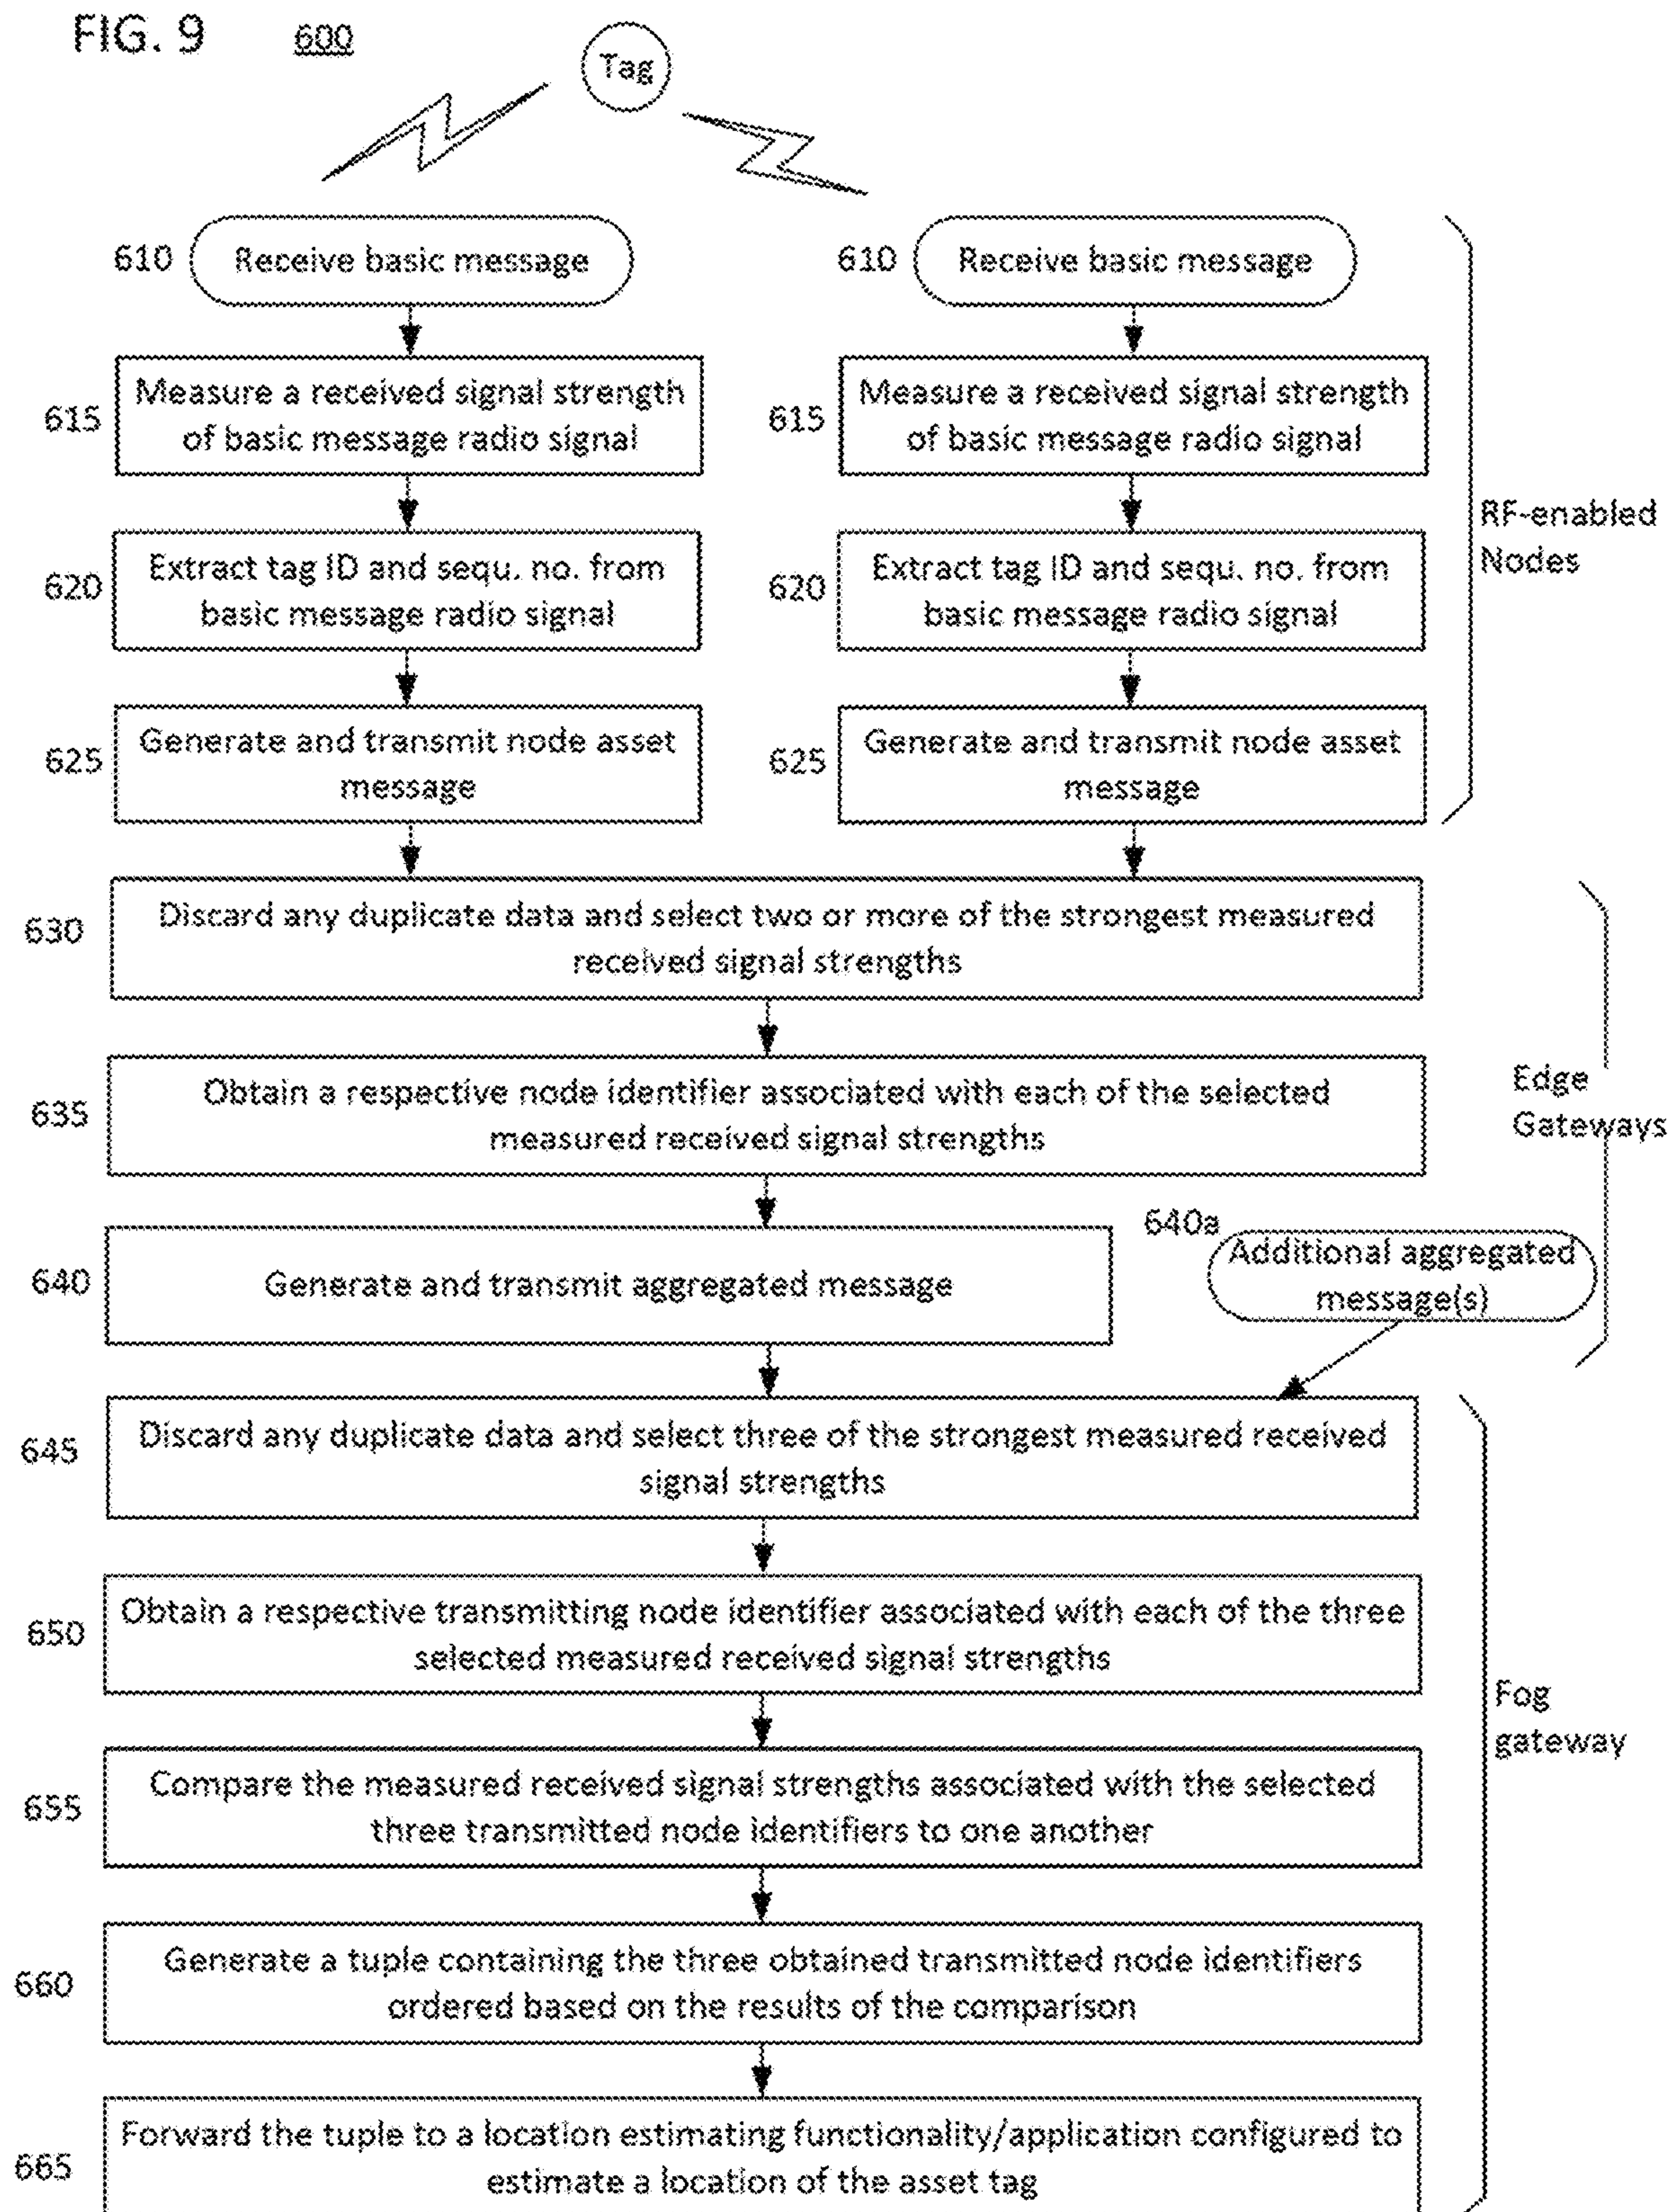 FIG. 9 600
Tag
610 Receive basic message
610 Receive basic message
615 Measure a received signal strength
of basic message radio signal
615 Measure a received signal strength
of basic message radio signal
RF-enabled
Nodes
620 Extract tag ID and sequ. no. from
basic message radio signal
620 Extract tag ID and sequ. no. from
basic message radio signal
625 Generate and transmit node asset
message
625 Generate and transmit node asset
message
630 Discard any duplicate data and select two or more of the strongest measured
received signal strengths
635 Obtain a respective node identifier associated with each of the selected
measured received signal strengths
Edge
Gateways
640 Generate and transmit aggregated message
640a
Additional aggregated
message(s)
645 Discard any duplicate data and select three of the strongest measured received
signal strengths
650 Obtain a respective transmitting node identifier associated with each of the three
selected measured received signal strengths
Fog
gateway
655 Compare the measured received signal strengths associated with the selected
three transmitted node identifiers to one another
660 Generate a tuple containing the three obtained transmitted node identifiers
ordered based on the results of the comparison
665 Forward the tuple to a location estimating functionality/application configured to
estimate a location of the asset tag